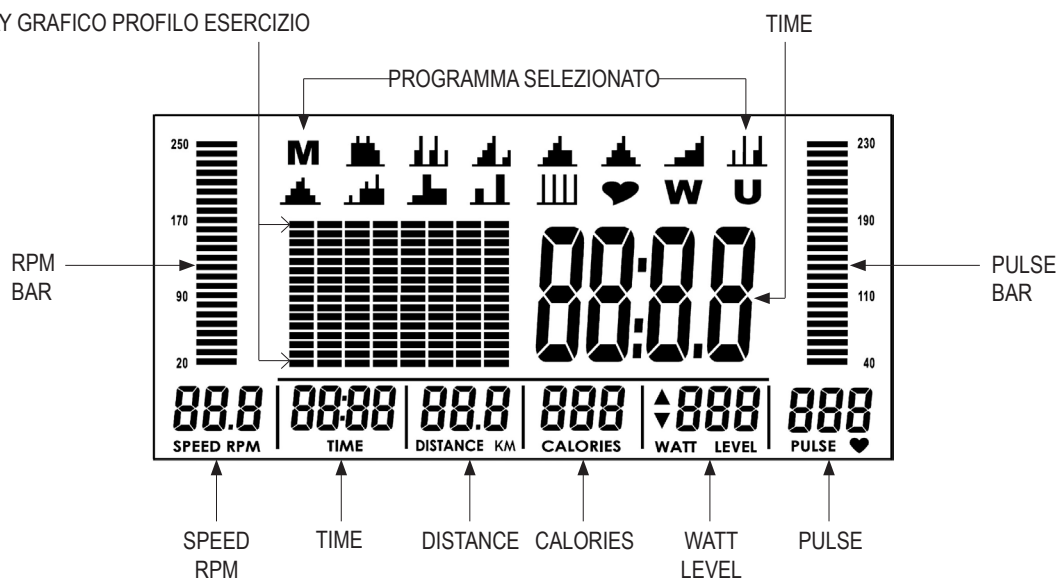 Y GRAFICO PROFILO ESERCIZIO
TIME
PROGRAMMA SELEZIONATO
250
170
90
20
M
W U
230
190
110
40
RPM
BAR
PULSE
BAR
88:8.8
88.8
SPEED RPM
88:88
TIME
88.8
DISTANCE KM
888
CALORIES
888
WATT LEVEL
888
PULSE
SPEED
RPM
TIME
DISTANCE
CALORIES
WATT
LEVEL
PULSE